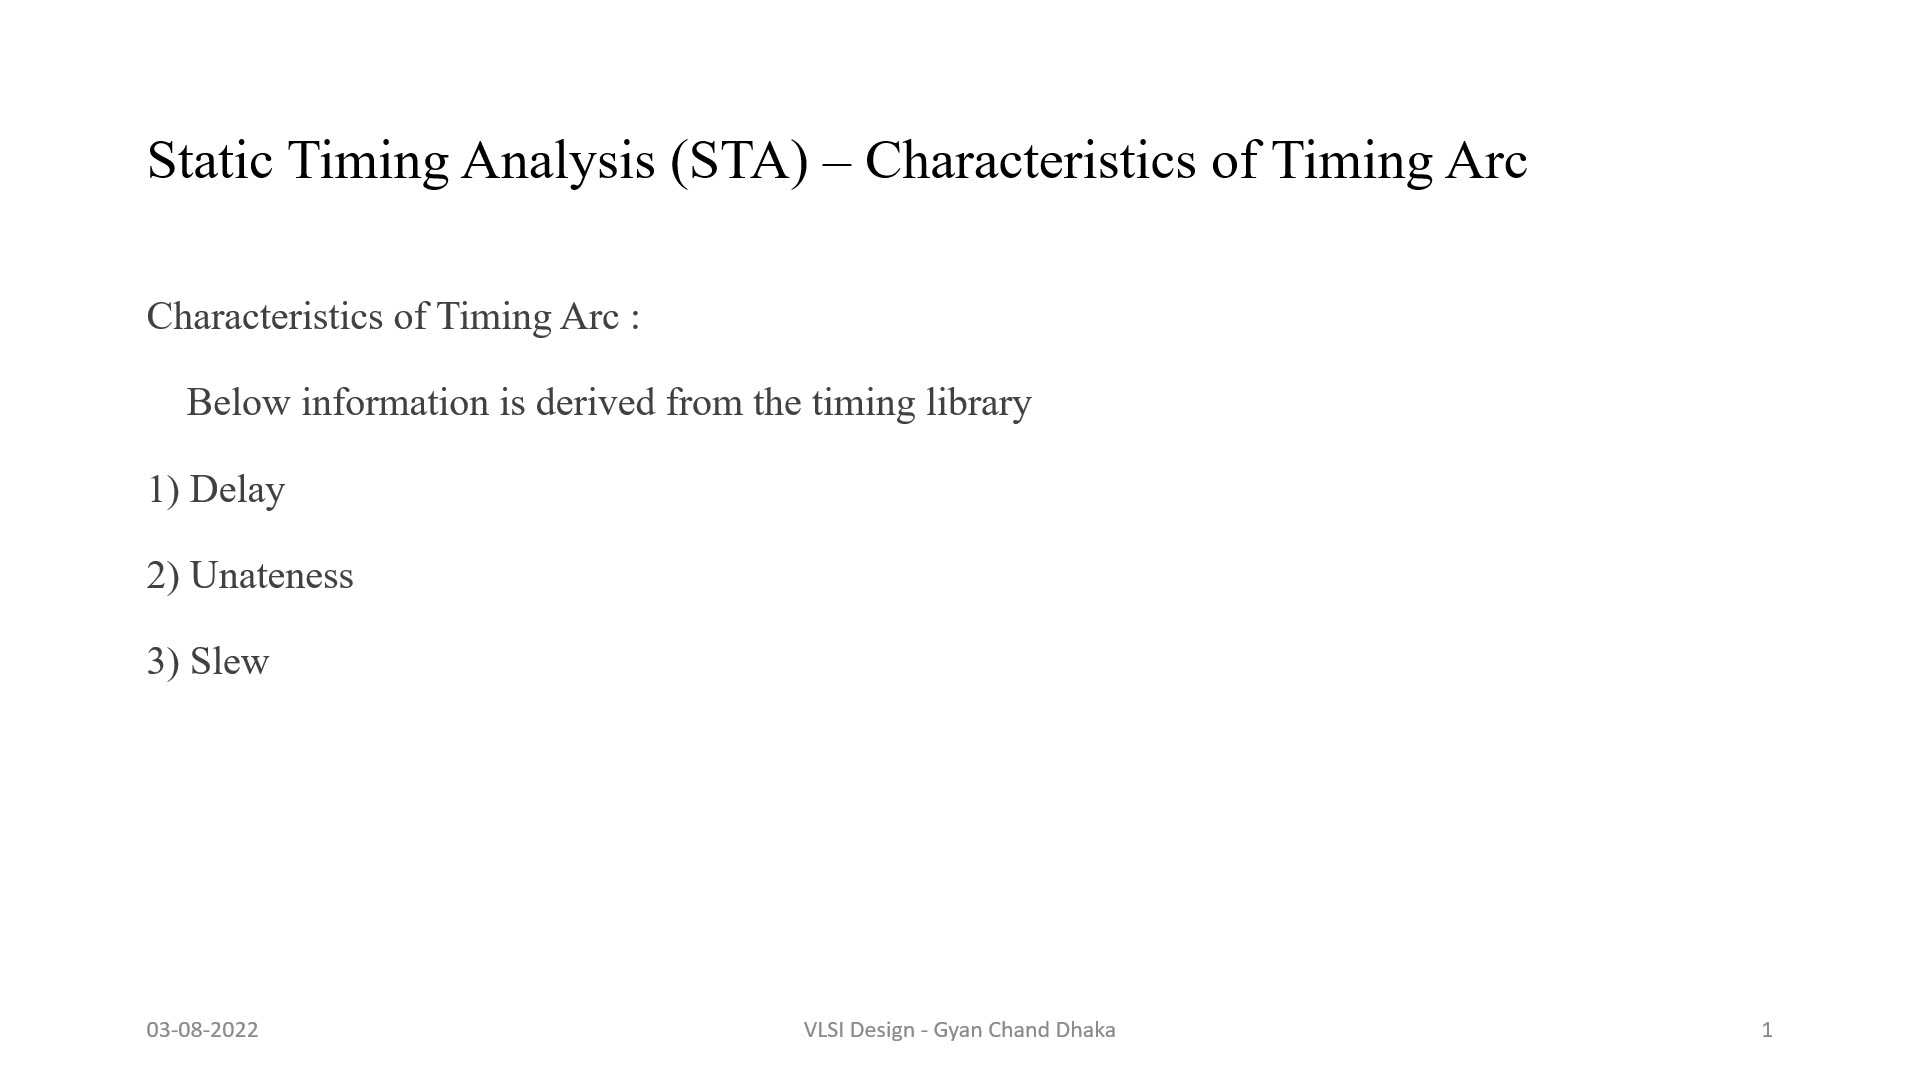 Static Timing Analysis (STA) – Characteristics of Timing Arc
Characteristics of Timing Arc :
Below information is derived from the timing library
1) Delay
2) Unateness
3) Slew
03-08-2022
VLSI Design - Gyan Chand Dhaka
1